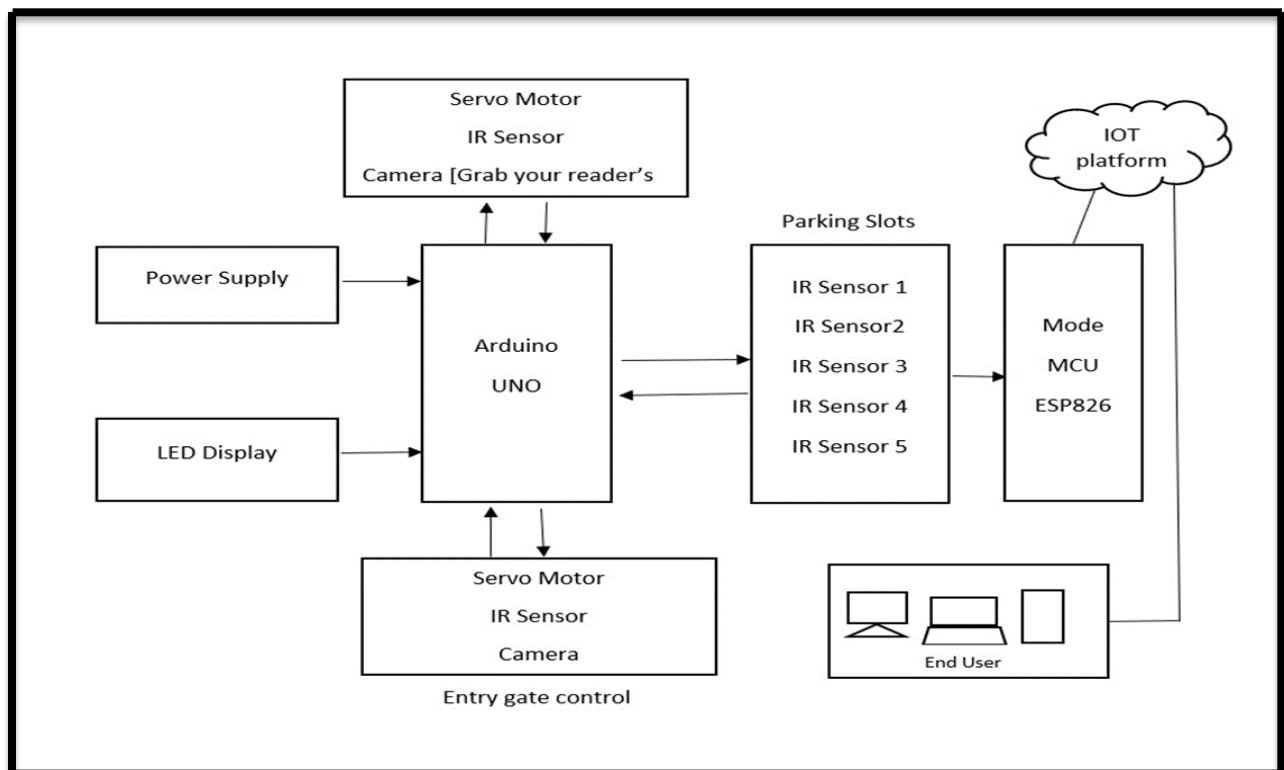 Servo Motor
IR Sensor
Camera [Grab your reader’s
IOT
platform
Parking Slots
Power Supply
Arduino
UNO
IR Sensor 1
IR Sensor2
IR Sensor 3
IR Sensor 4
IR Sensor 5
Mode
MCU
ESP826
LED Display
Servo Motor
IR Sensor
Camera
Entry gate control
End User